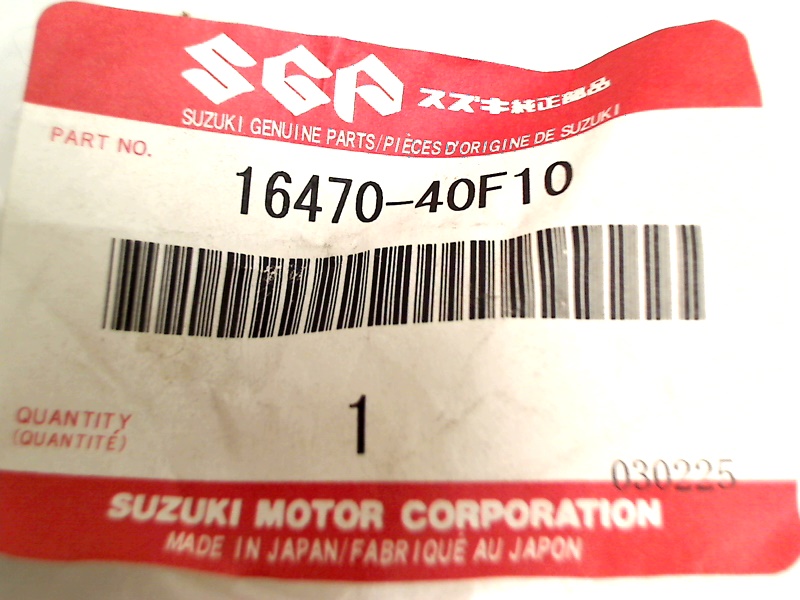 SGP スズキ純正部品
SUZUKI GENUINE PARTS/PIÈCES D'ORIGINE DE SUZUKI
PART NO.
16470-40F10
QUANTITY
(QUANTITÉ)
1
030225
SUZUKI MOTOR CORPORATION
MADE IN JAPAN/FABRIQUÉ AU JAPON